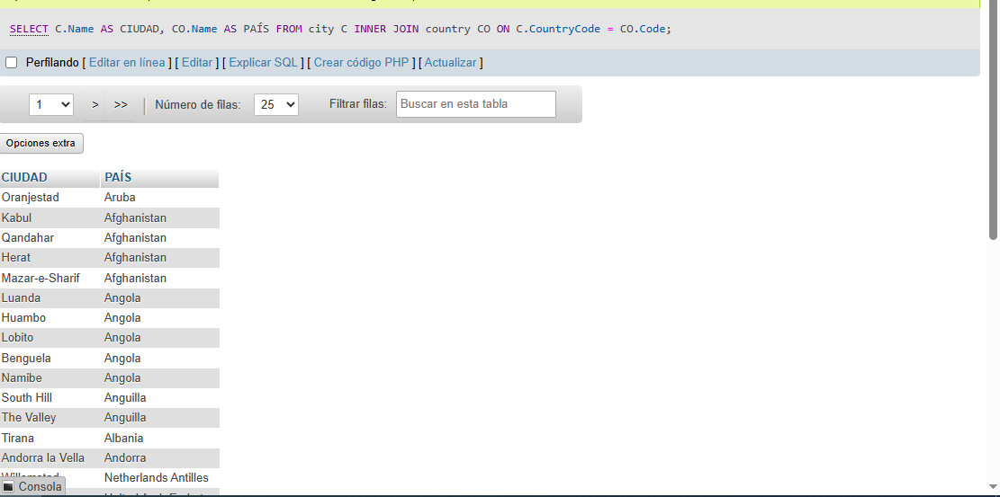 SELECT C.Name AS CIUDAD, CO.Name AS PAÍS FROM city C INNER JOIN country CO ON C.CountryCode = CO.Code;
Perfilando [ Editar en línea ] [ Editar ] [ Explicar SQL ] [ Crear código PHP ] [ Actualizar ]
1 > >> | Número de filas: 25 Filtrar filas: Buscar en esta tabla
Opciones extra
CIUDAD PAÍS
Oranjestad Aruba
Kabul Afghanistan
Qandahar Afghanistan
Herat Afghanistan
Mazar-e-Sharif Afghanistan
Luanda Angola
Huambo Angola
Lobito Angola
Benguela Angola
Namibe Angola
South Hill Anguilla
The Valley Anguilla
Tirana Albania
Andorra la Vella Andorra
Netherlands Antilles
Consola